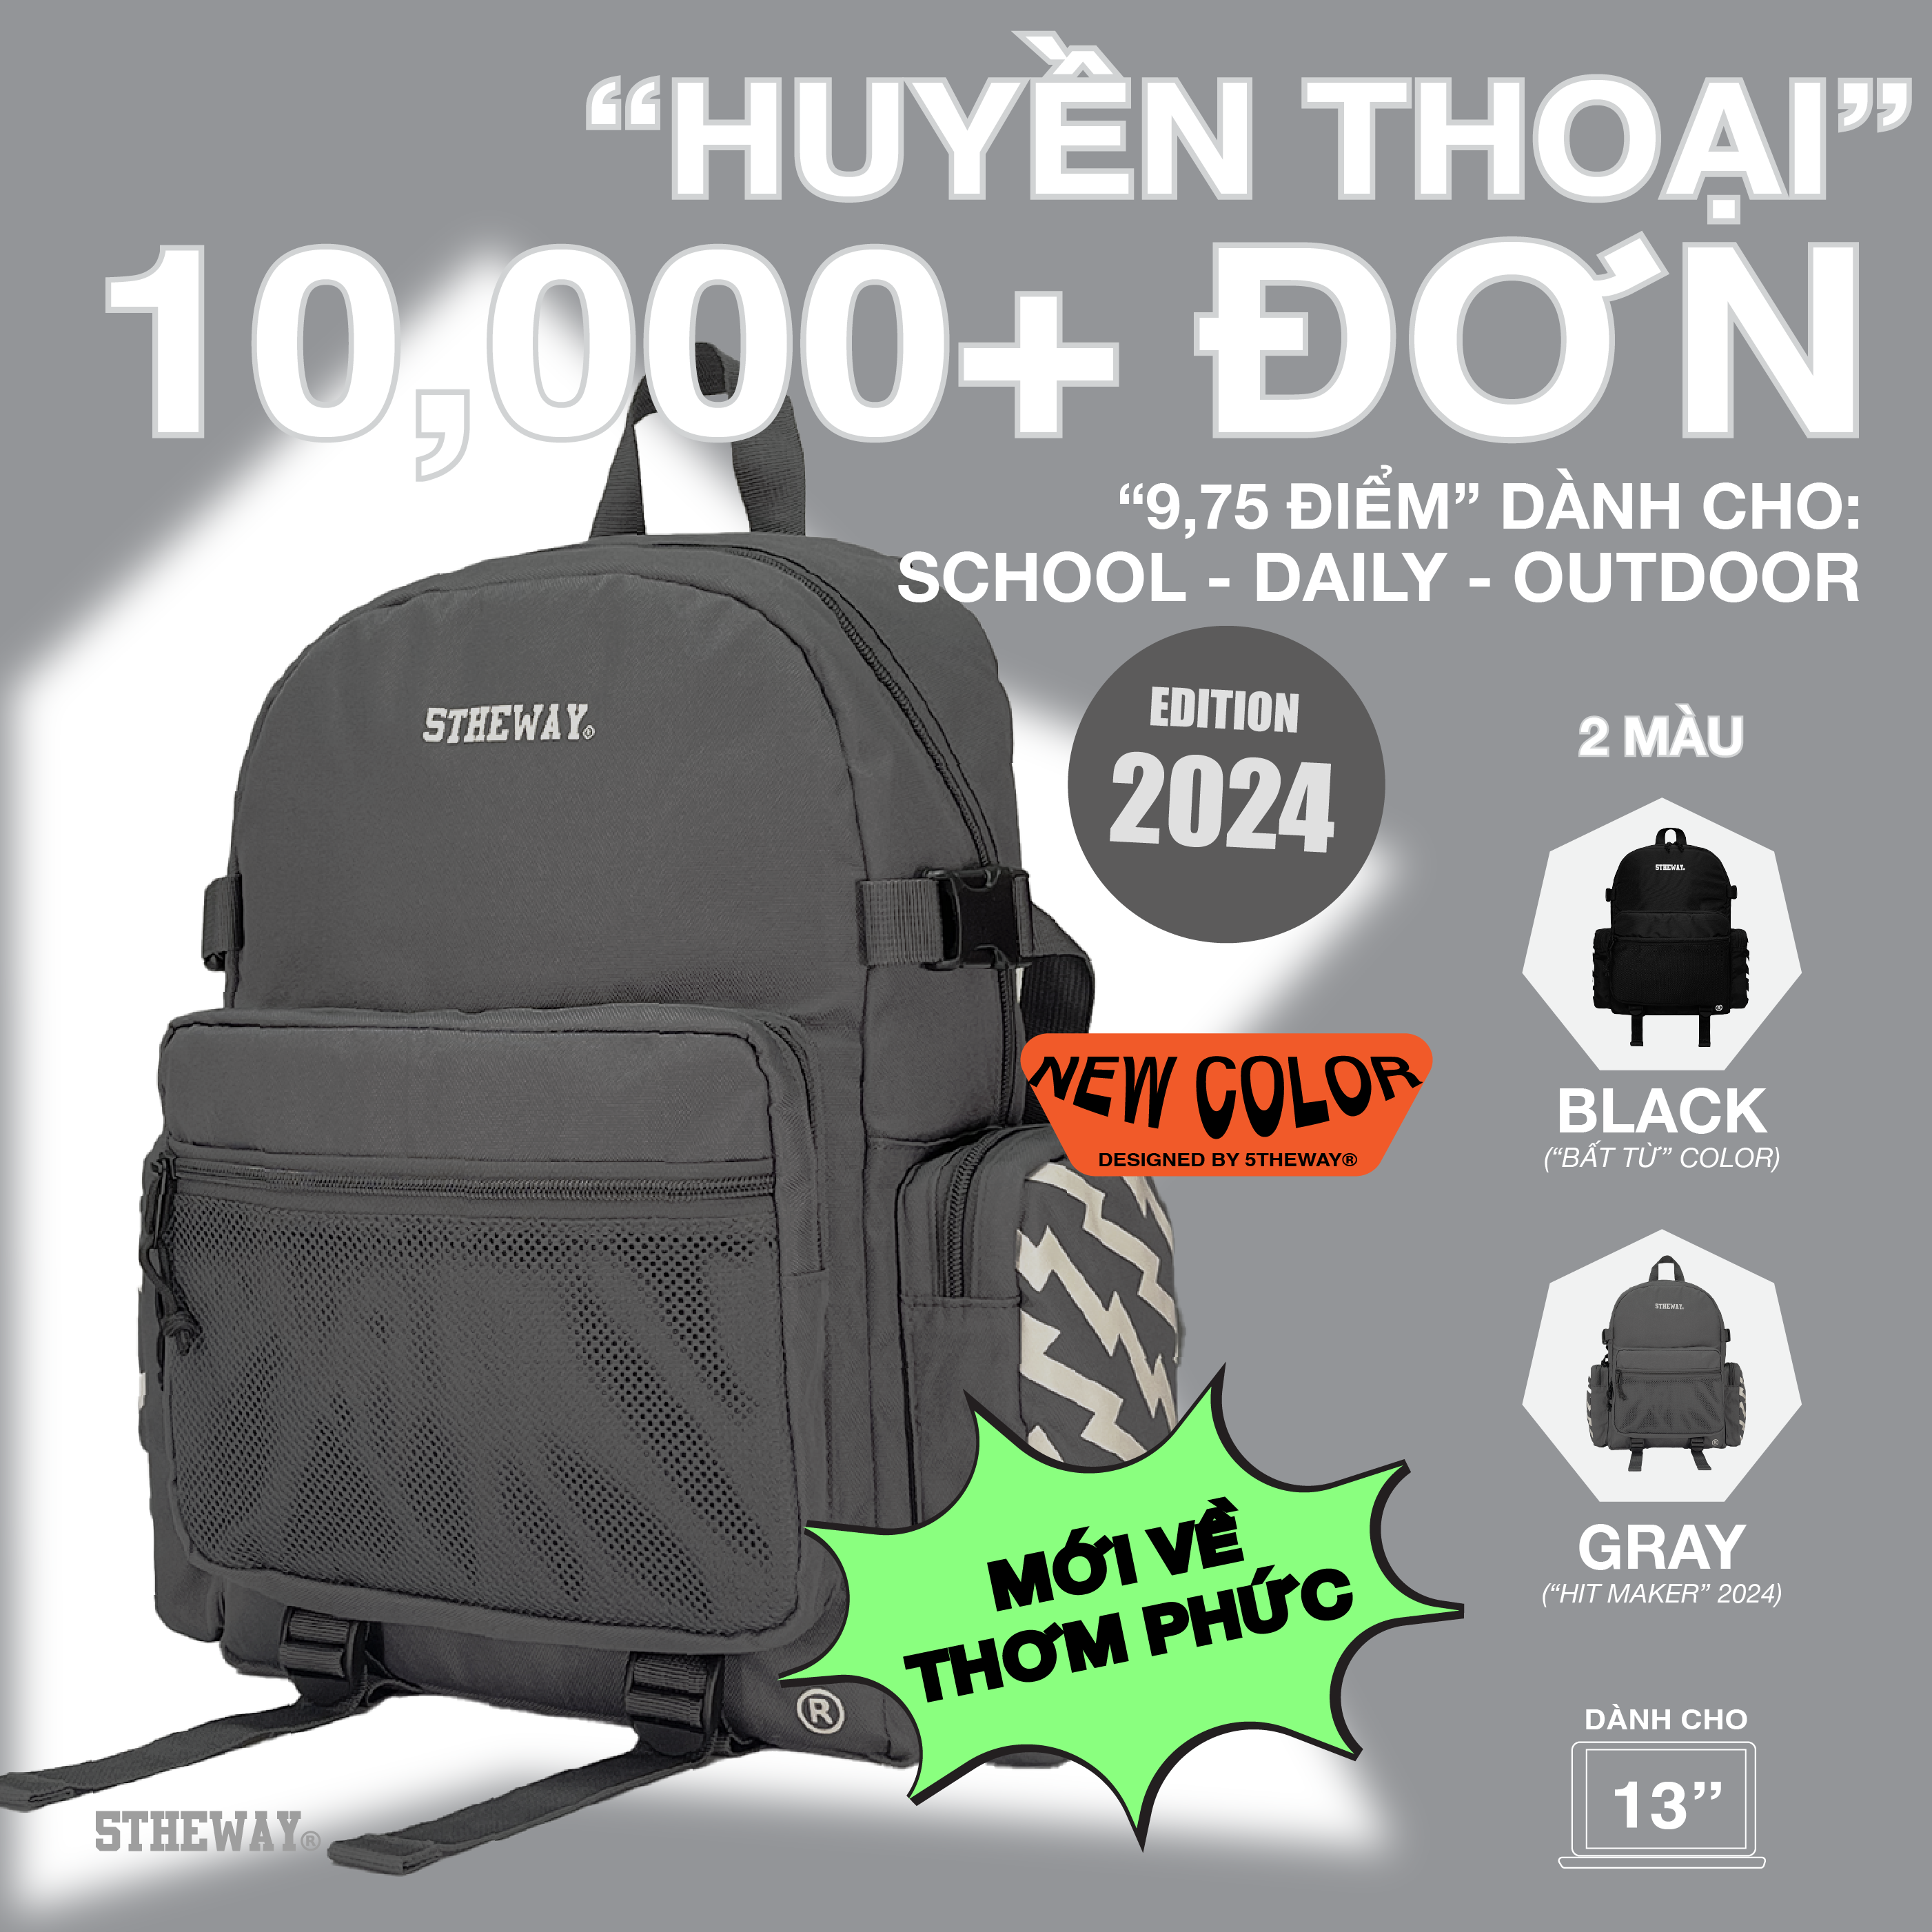 “HUYỀN THOẠI”
10,000+ ĐƠN
“9,75 ĐIỂM” DÀNH CHO:
SCHOOL - DAILY - OUTDOOR
5THEWAY®
EDITION
2024
2 MÀU
5THEWAY®
®
BLACK
(“BẤT TỪ” COLOR)
NEW COLOR
DESIGNED BY 5THEWAY®
5THEWAY®
®
GRAY
(“HIT MAKER” 2024)
MỚI VỀ
THƠM PHỨC
®
DÀNH CHO
13”
5THEWAY®